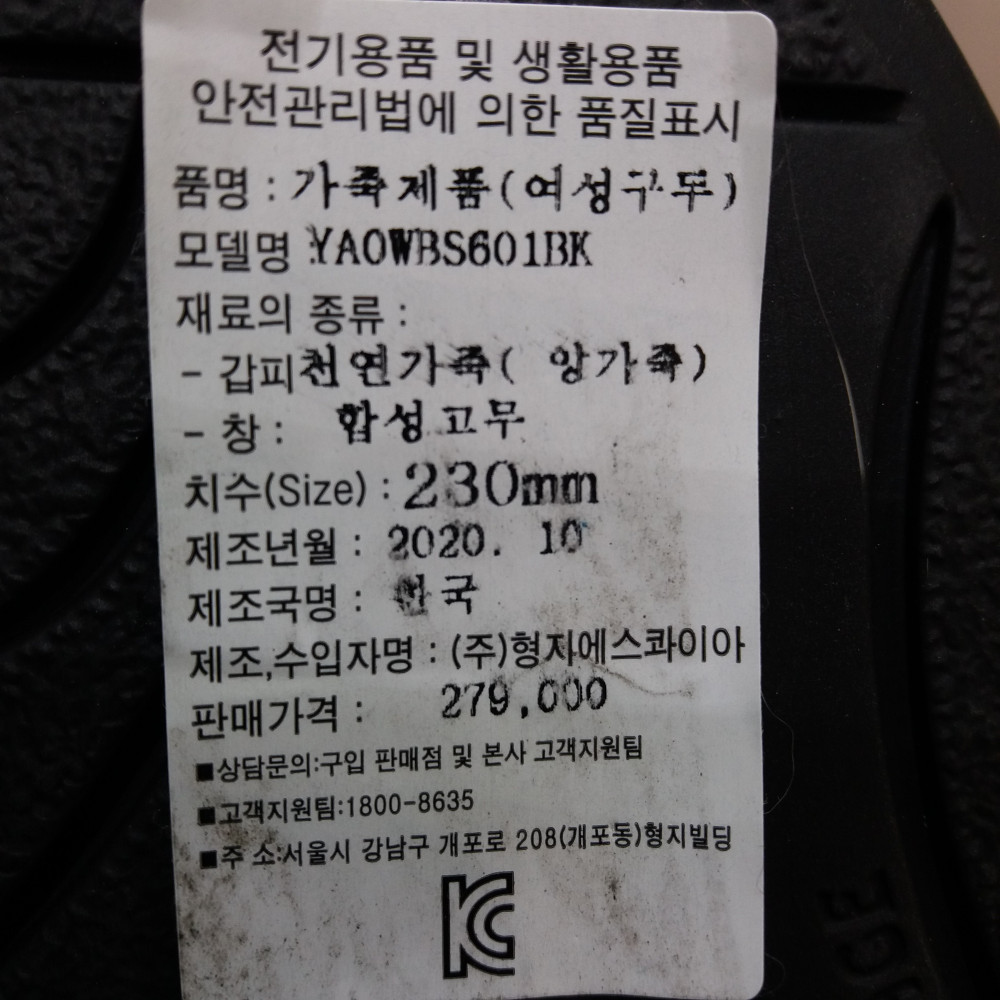 전기용품 및 생활용품
안전관리법에 의한 품질표시
품명 : 가죽제품(여성구두)
모델명 :YAOWBS601BK
재료의 종류 :
- 갑피천연가죽( 양가죽)
- 창 : 합성고무
치수(Size) : 230mm
제조년월 : 2020. 10
제조국명 : 한국
제조,수입자명 : (주)형지에스콰이아
판매가격 : 279,000
■상담문의:구입 판매점 및 본사 고객지원팀
■고객지원팀:1800-8635
■주 소:서울시 강남구 개포로 208(개포동)형지빌딩
KC